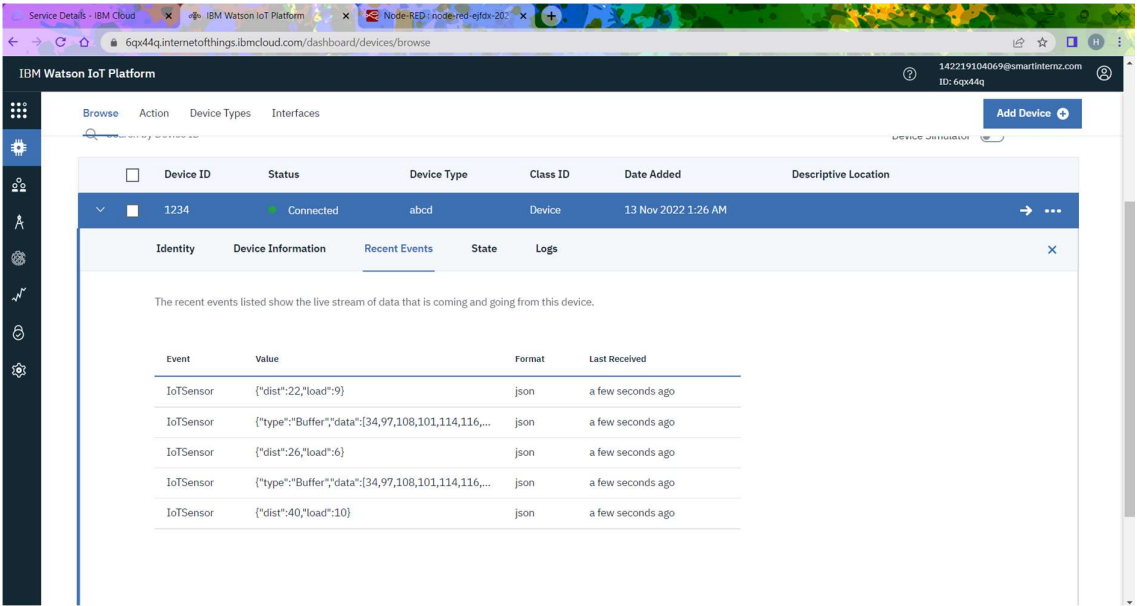 Service Details - IBM Cloud IBM Watson IoT Platform Node-RED : node-red-ejfdx-202
6qx44q.internetofthings.ibmcloud.com/dashboard/devices/browse H
IBM Watson IoT Platform 142219104069@smartinternz.com
ID: 6qx44q
Browse Action Device Types Interfaces Add Device
Device ID Status Device Type Class ID Date Added Descriptive Location
1234 Connected abcd Device 13 Nov 2022 1:26 AM
Identity Device Information Recent Events State Logs
The recent events listed show the live stream of data that is coming and going from this device.
Event Value Format Last Received
IoTSensor {"dist":22,"load":9} json a few seconds ago
IoTSensor {"type":"Buffer","data":[34,97,108,101,114,116,... json a few seconds ago
IoTSensor {"dist":26,"load":6} json a few seconds ago
IoTSensor {"type":"Buffer","data":[34,97,108,101,114,116,... json a few seconds ago
IoTSensor {"dist":40,"load":10} json a few seconds ago